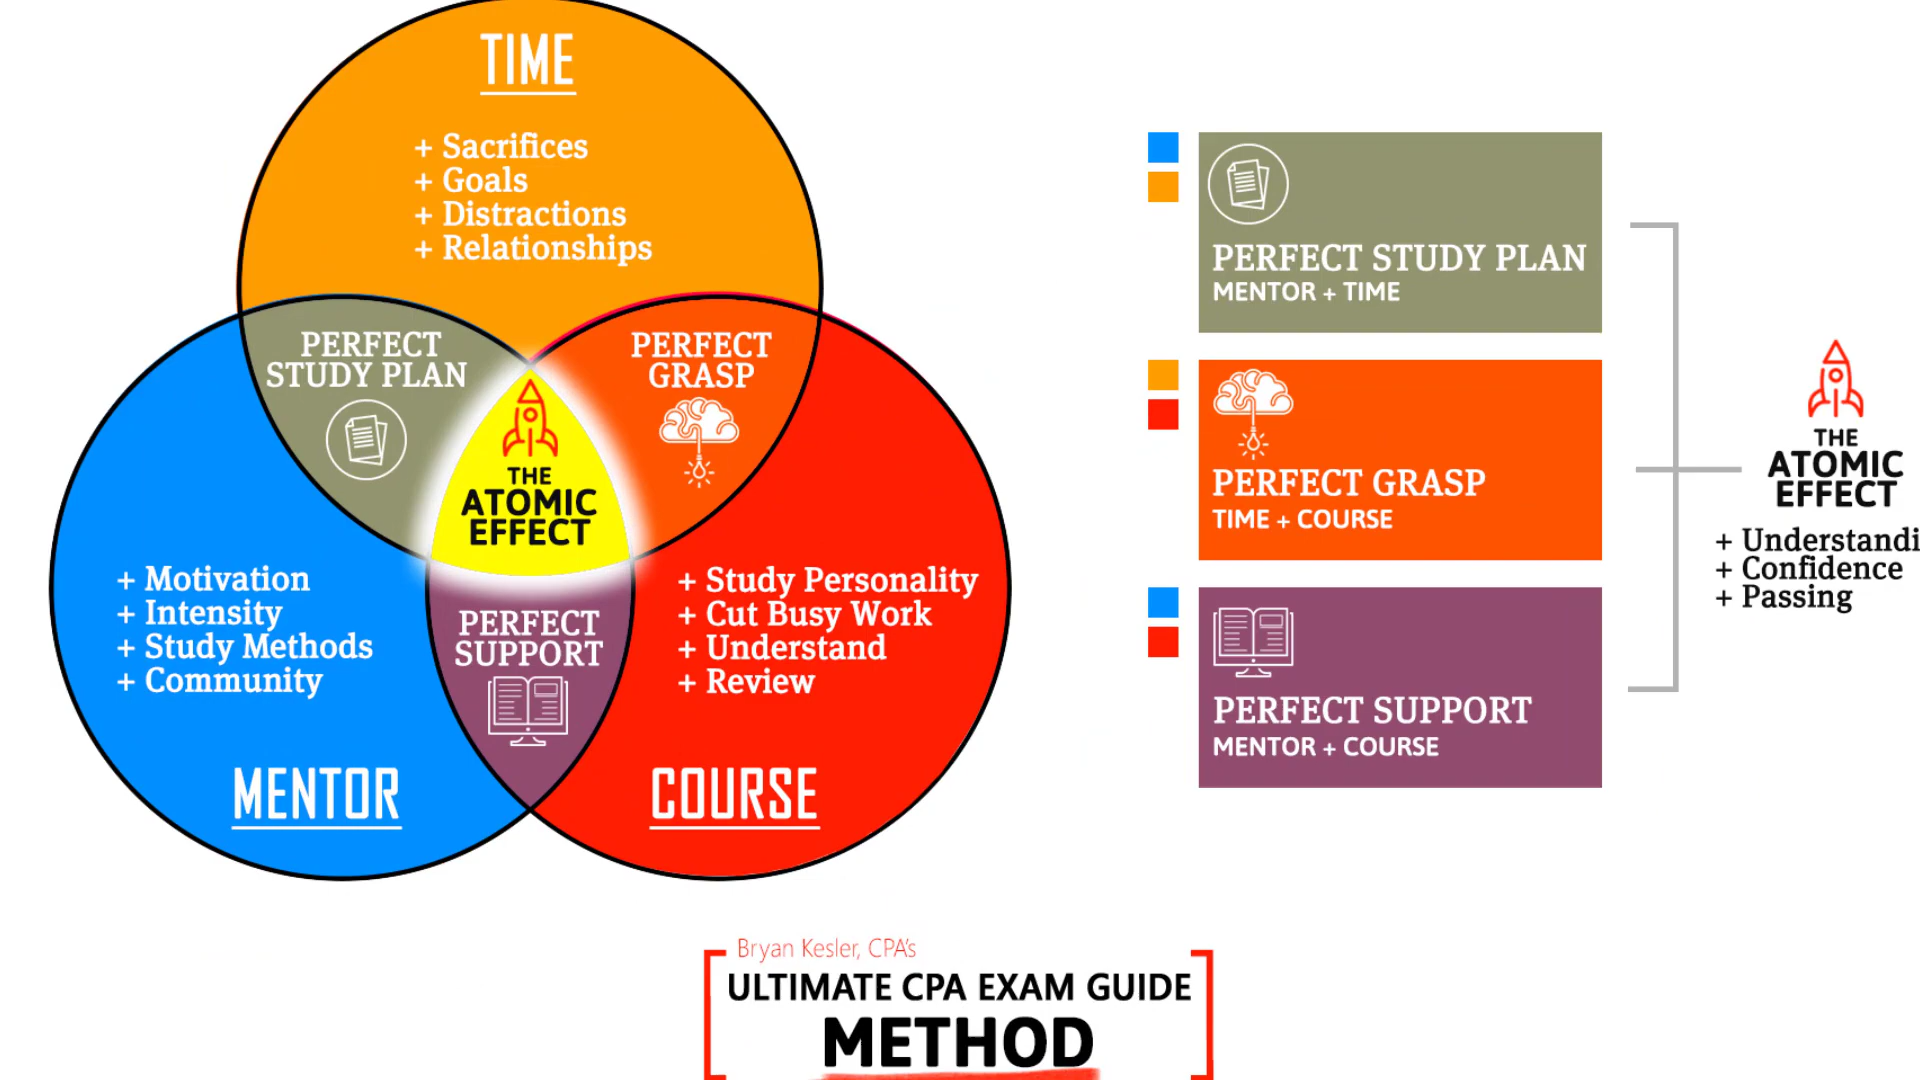 TIME
+ Sacrifices
+ Goals
+ Distractions
+ Relationships
PERFECT
STUDY PLAN
PERFECT
GRASP
THE
ATOMIC
EFFECT
+ Motivation
+ Intensity
+ Study Methods
+ Community
MENTOR
PERFECT
SUPPORT
+ Study Personality
+ Cut Busy Work
+ Understand
+ Review
COURSE
PERFECT STUDY PLAN
MENTOR + TIME
PERFECT GRASP
TIME + COURSE
PERFECT SUPPORT
MENTOR + COURSE
THE
ATOMIC
EFFECT
+ Understandi
+ Confidence
+ Passing
Bryan Kesler, CPA's
ULTIMATE CPA EXAM GUIDE
METHOD